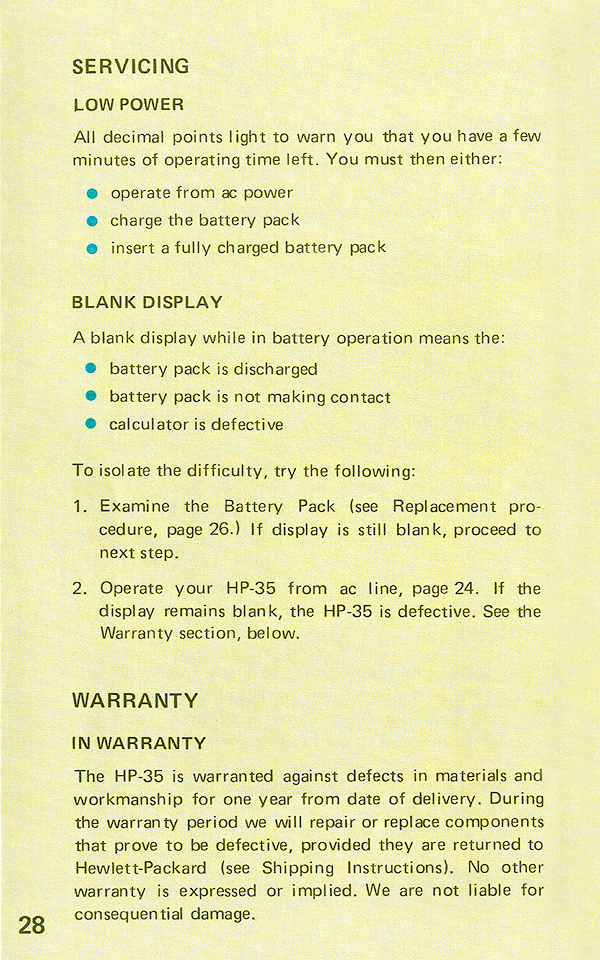 SERVICING
LOW POWER
All decimal points light to warn you that you have a few
minutes of operating time left. You must then either:
● operate from ac power
● charge the battery pack
● insert a fully charged battery pack
BLANK DISPLAY
A blank display while in battery operation means the:
● battery pack is discharged
● battery pack is not making contact
● calculator is defective
To isolate the difficulty, try the following:
1. Examine the Battery Pack (see Replacement pro-
cedure, page 26.) If display is still blank, proceed to
next step.
2. Operate your HP-35 from ac line, page 24. If the
display remains blank, the HP-35 is defective. See the
Warranty section, below.
WARRANTY
IN WARRANTY
The HP-35 is warranted against defects in materials and
workmanship for one year from date of delivery. During
the warranty period we will repair or replace components
that prove to be defective, provided they are returned to
Hewlett-Packard (see Shipping Instructions). No other
warranty is expressed or implied. We are not liable for
consequential damage.
28